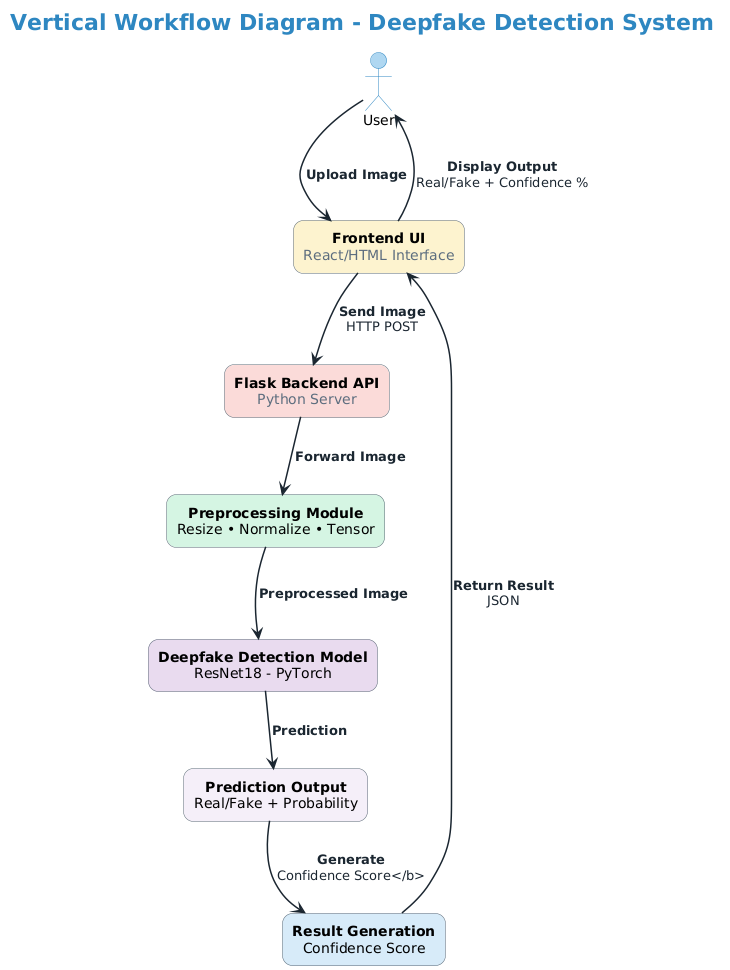 Vertical Workflow Diagram - Deepfake Detection System
User
Upload Image
Display Output
Real/Fake + Confidence %
Frontend UI
React/HTML Interface
Send Image
HTTP POST
Flask Backend API
Python Server
Forward Image
Preprocessing Module
Resize • Normalize • Tensor
Return Result
JSON
Preprocessed Image
Deepfake Detection Model
ResNet18 - PyTorch
Prediction
Prediction Output
Real/Fake + Probability
Generate
Confidence Score</b>
Result Generation
Confidence Score